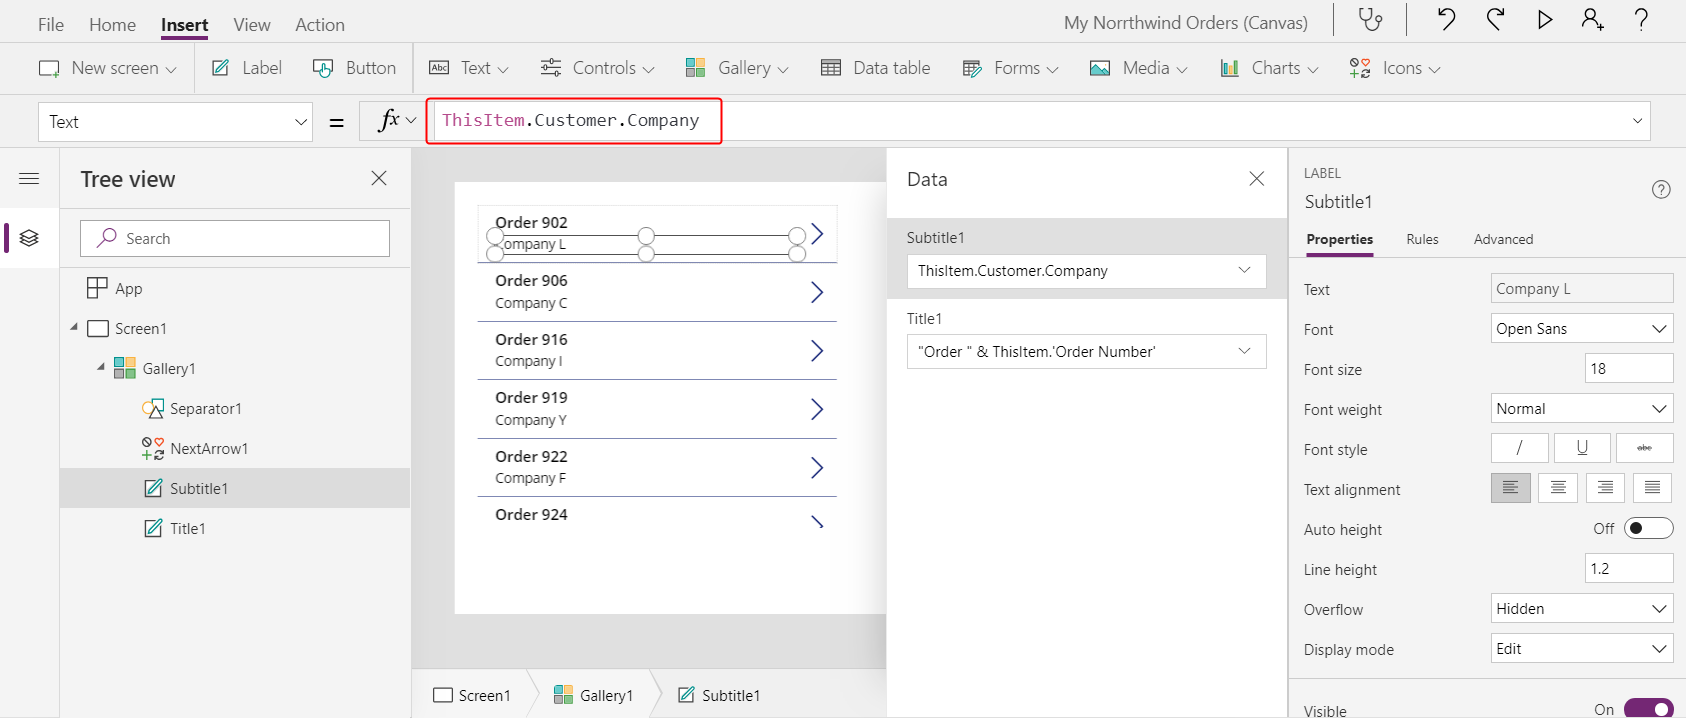 File Home Insert View Action My Norrthwind Orders (Canvas) ?
New screen Label Button Abc Text Controls Gallery Data table Forms Media Charts Icons
Text = fx ThisItem.Customer.Company
Tree view
Search
App
Screen1
Gallery1
Separator1
NextArrow1
Subtitle1
Title1
Order 902
Company L
Order 906
Company C
Order 916
Company I
Order 919
Company Y
Order 922
Company F
Order 924
Screen1 Gallery1 Subtitle1
Data
Subtitle1
ThisItem.Customer.Company
Title1
"Order " & ThisItem.'Order Number'
LABEL
Subtitle1 ?
Properties Rules Advanced
Text Company L
Font Open Sans
Font size 18
Font weight Normal
Font style / U abc
Text alignment
Auto height Off
Line height 1.2
Overflow Hidden
Display mode Edit
Visible On